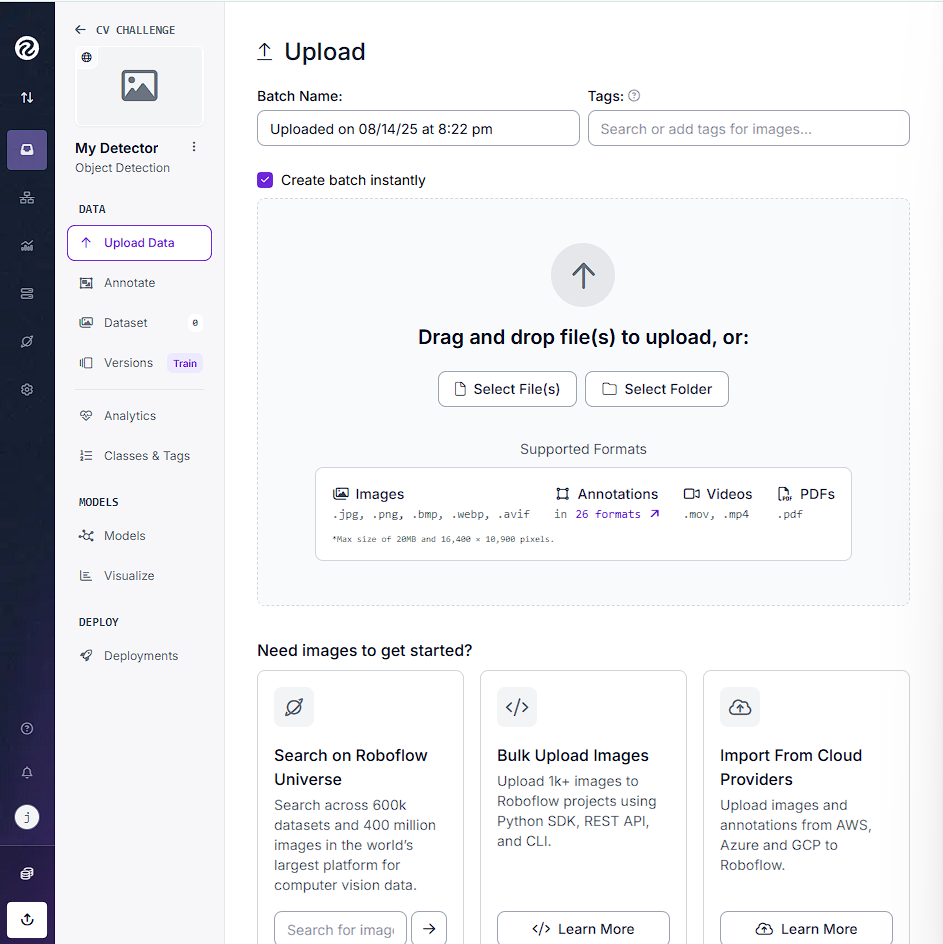 CV CHALLENGE
My Detector
Object Detection
DATA
Upload Data
Annotate
Dataset 0
Versions Train
Analytics
Classes & Tags
MODELS
Models
Visualize
DEPLOY
Deployments
j
Upload
Batch Name:
Uploaded on 08/14/25 at 8:22 pm
Tags:
Search or add tags for images...
Create batch instantly
Drag and drop file(s) to upload, or:
Select File(s)
Select Folder
Supported Formats
Images
.jpg, .png, .bmp, .webp, .avif
*Max size of 20MB and 16,400 × 10,900 pixels.
Annotations
in 26 formats
Videos
.mov, .mp4
PDFs
.pdf
Need images to get started?
Search on Roboflow
Universe
Search across 600k
datasets and 400 million
images in the world's
largest platform for
computer vision data.
Search for image
Bulk Upload Images
Upload 1k+ images to
Roboflow projects using
Python SDK, REST API,
and CLI.
</> Learn More
Import From Cloud
Providers
Upload images and
annotations from AWS,
Azure and GCP to
Roboflow.
Learn More